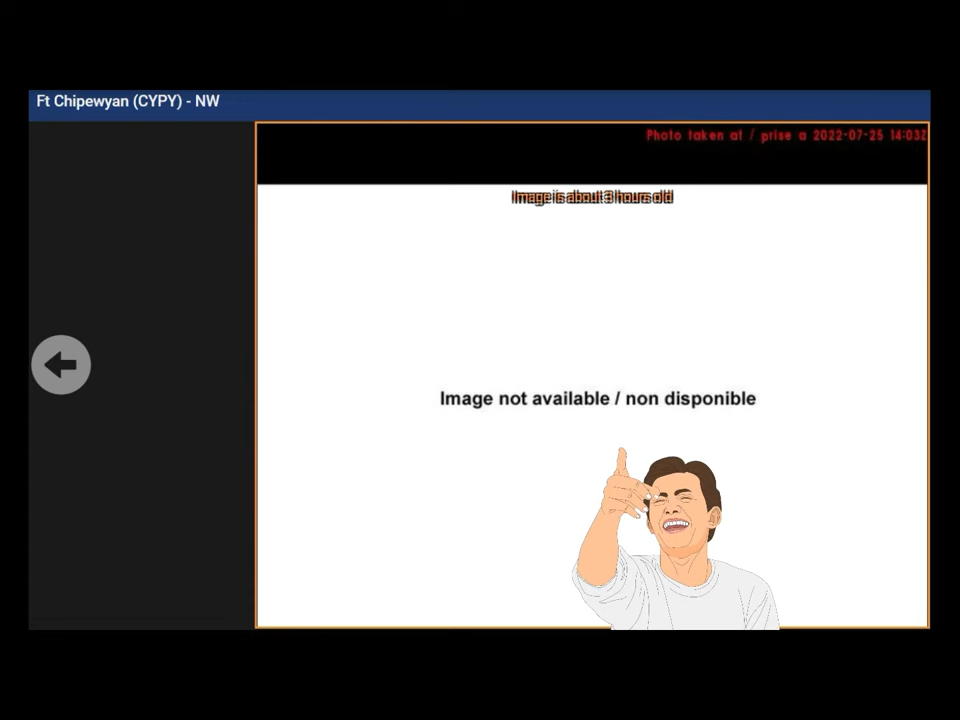 Ft Chipewyan (CYPY) - NW
Photo taken at / prise a 2022-07-25 14:03Z
Image is about 3 hours old
Image not available / non disponible